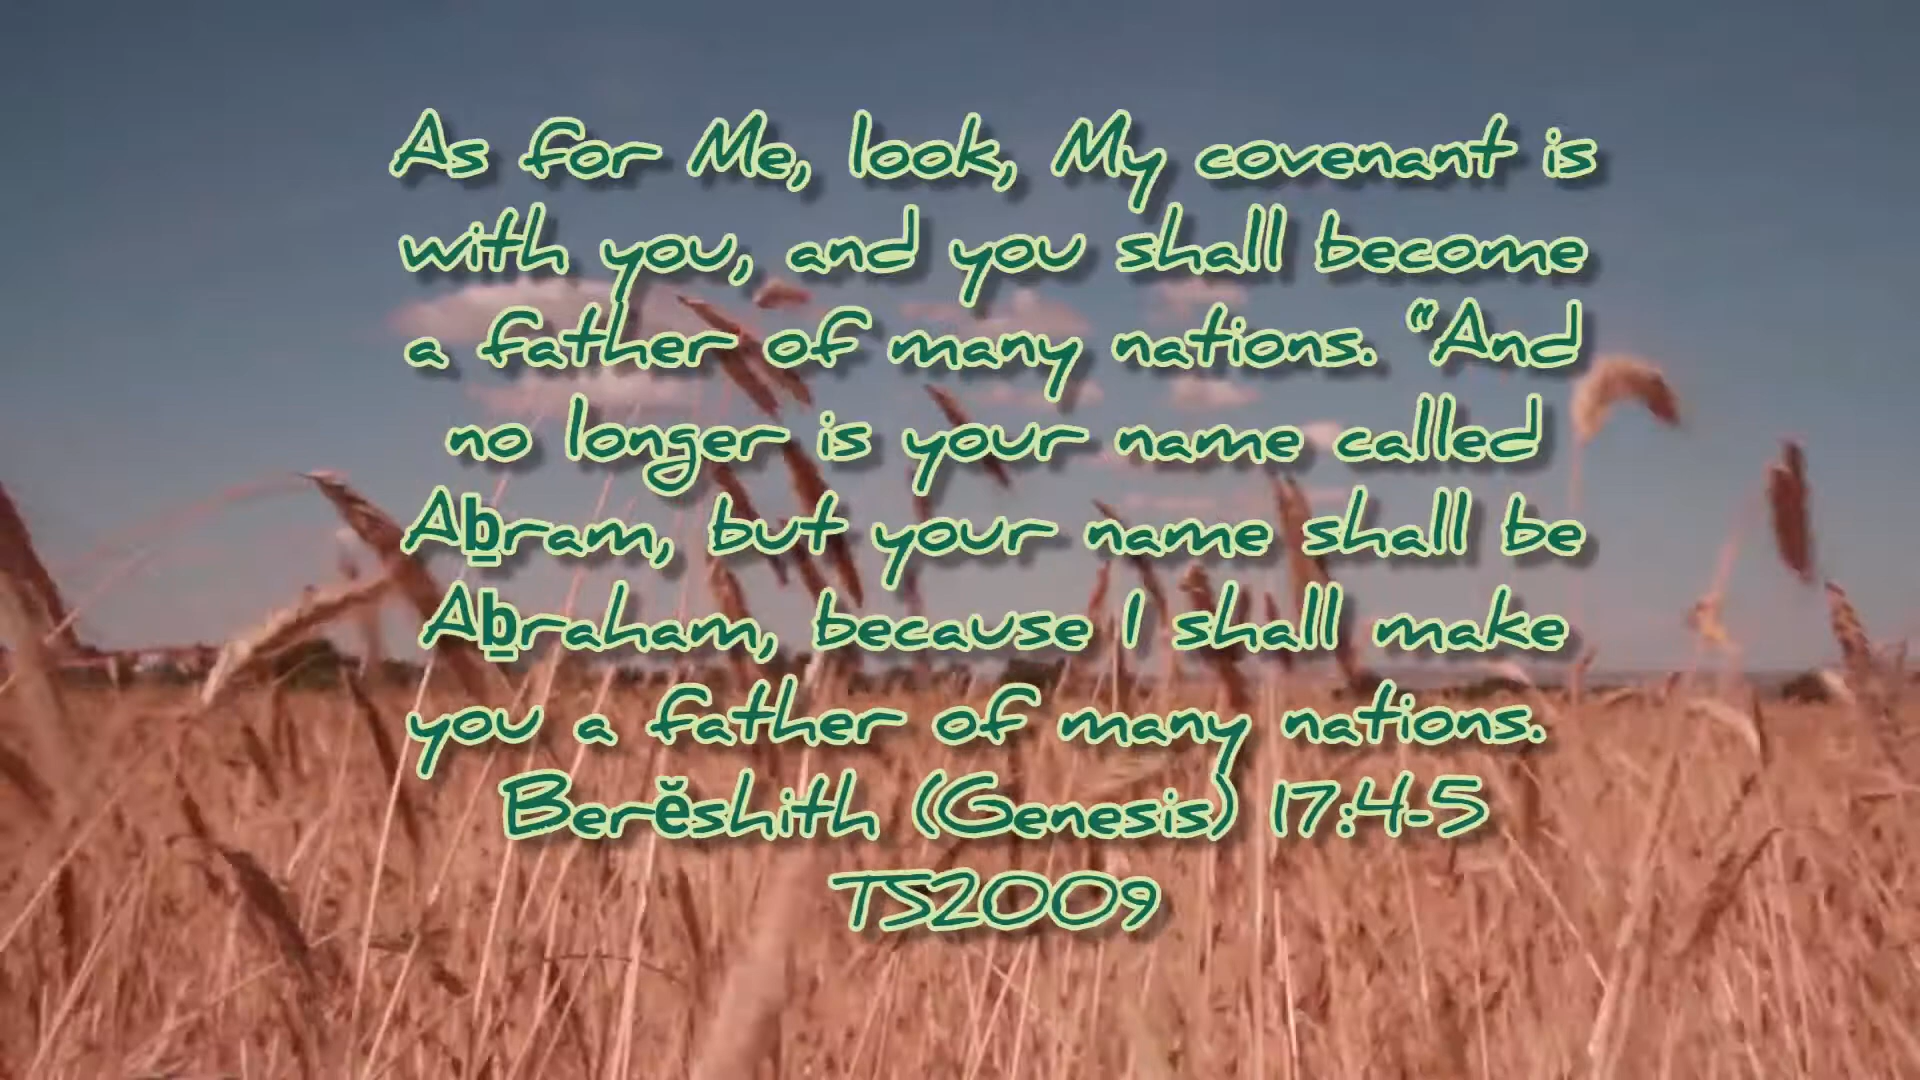 As for Me, look, My covenant is
with you, and you shall become
a father of many nations. “And
no longer is your name called
Aḇram, but your name shall be
Aḇraham, because I shall make
you a father of many nations.
Berĕshith (Genesis) 17:4-5
TS2009